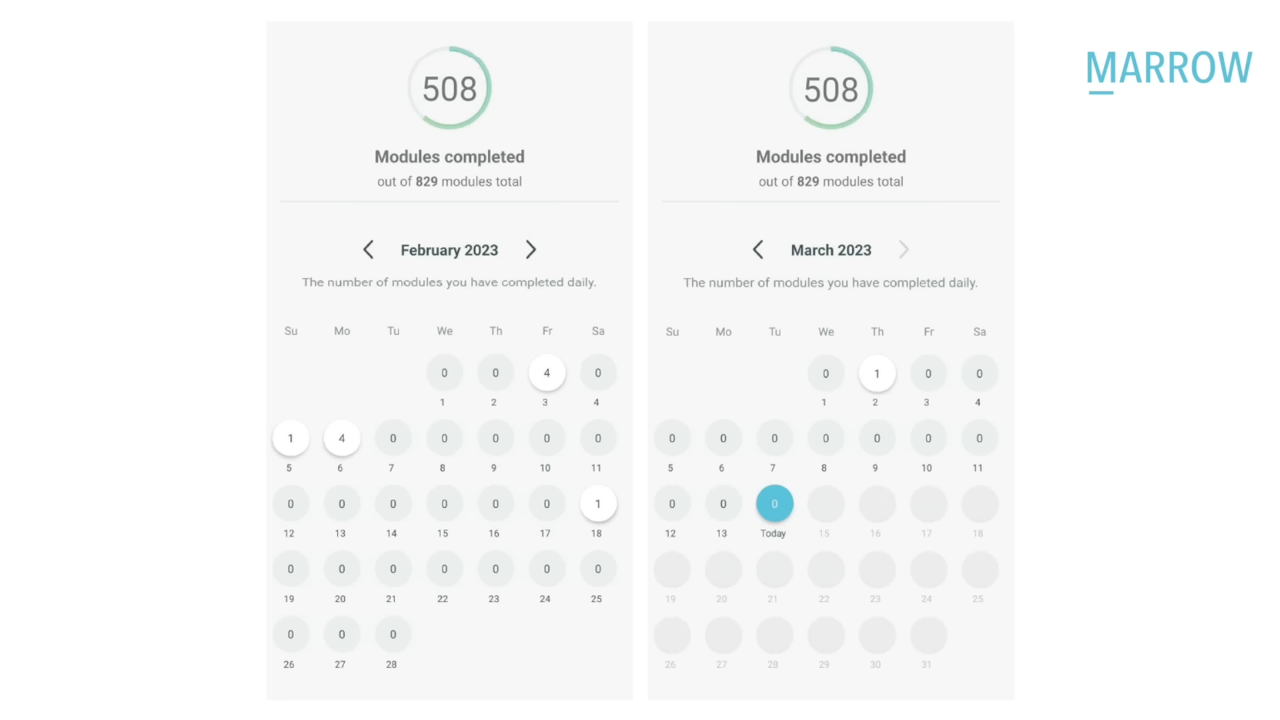 MARROW
508
Modules completed
out of 829 modules total
February 2023
The number of modules you have completed daily.
Su Mo Tu We Th Fr Sa
0 0 4 0
1 2 3 4
1 4 0 0 0 0 0
5 6 7 8 9 10 11
0 0 0 0 0 0 1
12 13 14 15 16 17 18
0 0 0 0 0 0 0
19 20 21 22 23 24 25
0 0 0
26 27 28
508
Modules completed
out of 829 modules total
March 2023
The number of modules you have completed daily.
Su Mo Tu We Th Fr Sa
0 1 0 0
1 2 3 4
0 0 0 0 0 0 0
5 6 7 8 9 10 11
0 0 0
12 13 Today 15 16 17 18
19 20 21 22 23 24 25
26 27 28 29 30 31